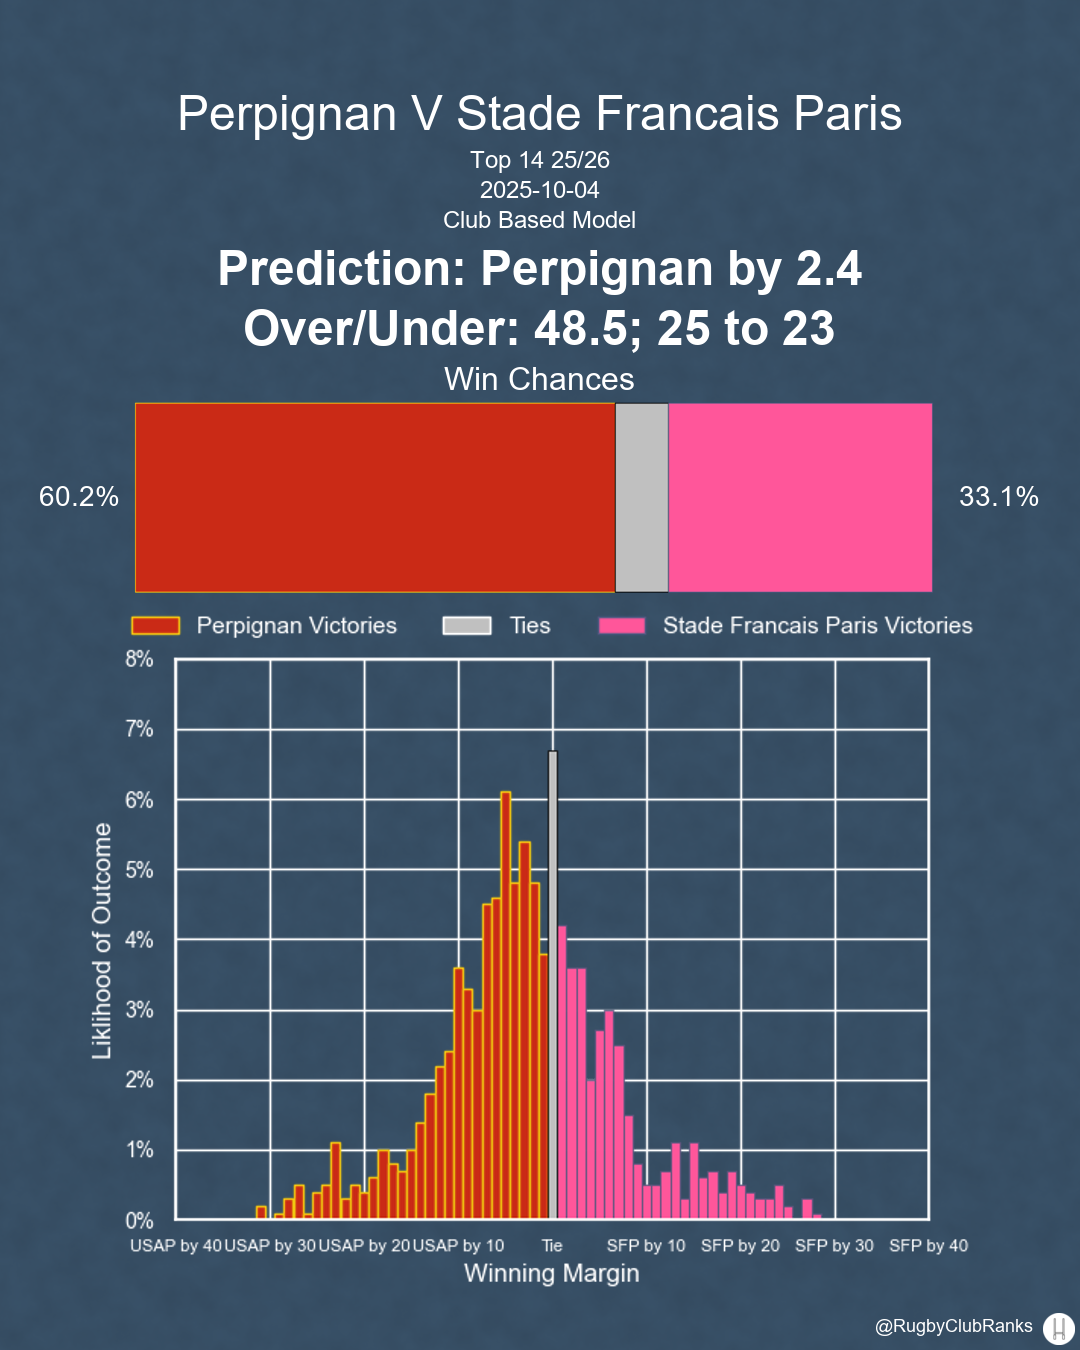 Perpignan V Stade Francais Paris
Top 14 25/26
2025-10-04
Club Based Model
Prediction: Perpignan by 2.4
Over/Under: 48.5; 25 to 23
Win Chances
60.2%
33.1%
Perpignan Victories
Ties
Stade Francais Paris Victories
8%
7%
6%
5%
4%
3%
2%
1%
0%
Liklihood of Outcome
USAP by 40 USAP by 30 USAP by 20 USAP by 10 Tie SFP by 10 SFP by 20 SFP by 30 SFP by 40
Winning Margin
@RugbyClubRanks